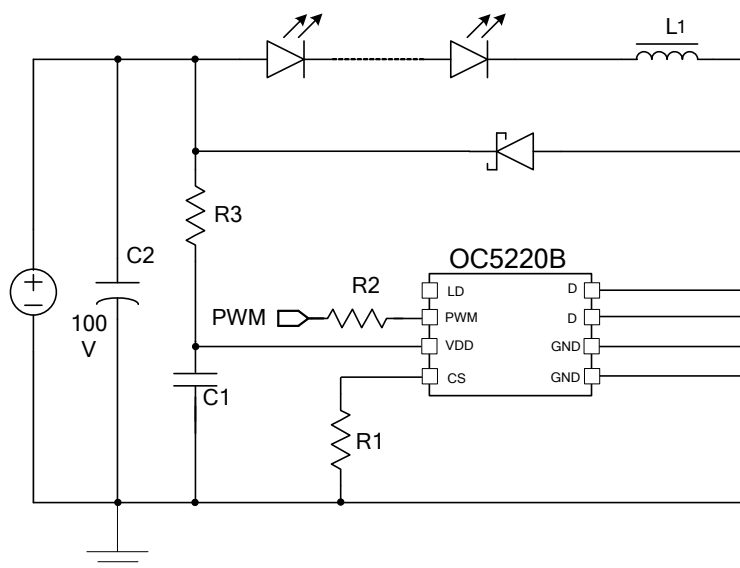 L1
R3
C2
OC5220B
R2
LD
D
PWM
PWM
D
100
V
VDD
GND
C1
CS
GND
R1